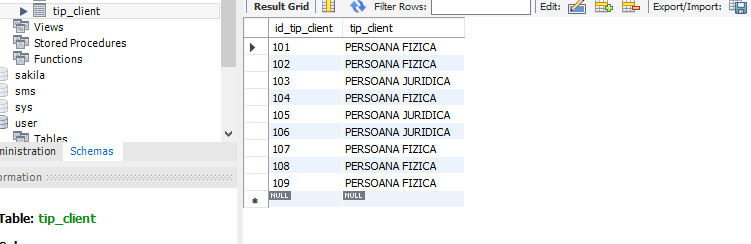 tip_client
Views
Stored Procedures
Functions
sakila
sms
sys
user
Tables
ministration Schemas
formation
Table: tip_client
Result Grid Filter Rows: Edit: Export/Import:
id_tip_client tip_client
101 PERSOANA FIZICA
102 PERSOANA FIZICA
103 PERSOANA JURIDICA
104 PERSOANA FIZICA
105 PERSOANA JURIDICA
106 PERSOANA JURIDICA
107 PERSOANA FIZICA
108 PERSOANA FIZICA
109 PERSOANA FIZICA
NULL NULL